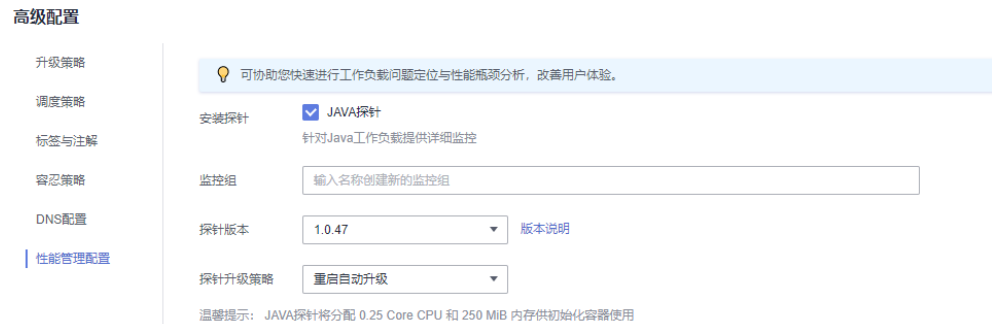 高级配置
升级策略
调度策略
标签与注解
容忍策略
DNS配置
性能管理配置
可协助您快速进行工作负载问题定位与性能瓶颈分析，改善用户体验。
安装探针 JAVA探针
针对Java工作负载提供详细监控
监控组 输入名称创建新的监控组
探针版本 1.0.47 版本说明
探针升级策略 重启自动升级
温馨提示： JAVA探针将分配 0.25 Core CPU 和 250 MiB 内存供初始化容器使用